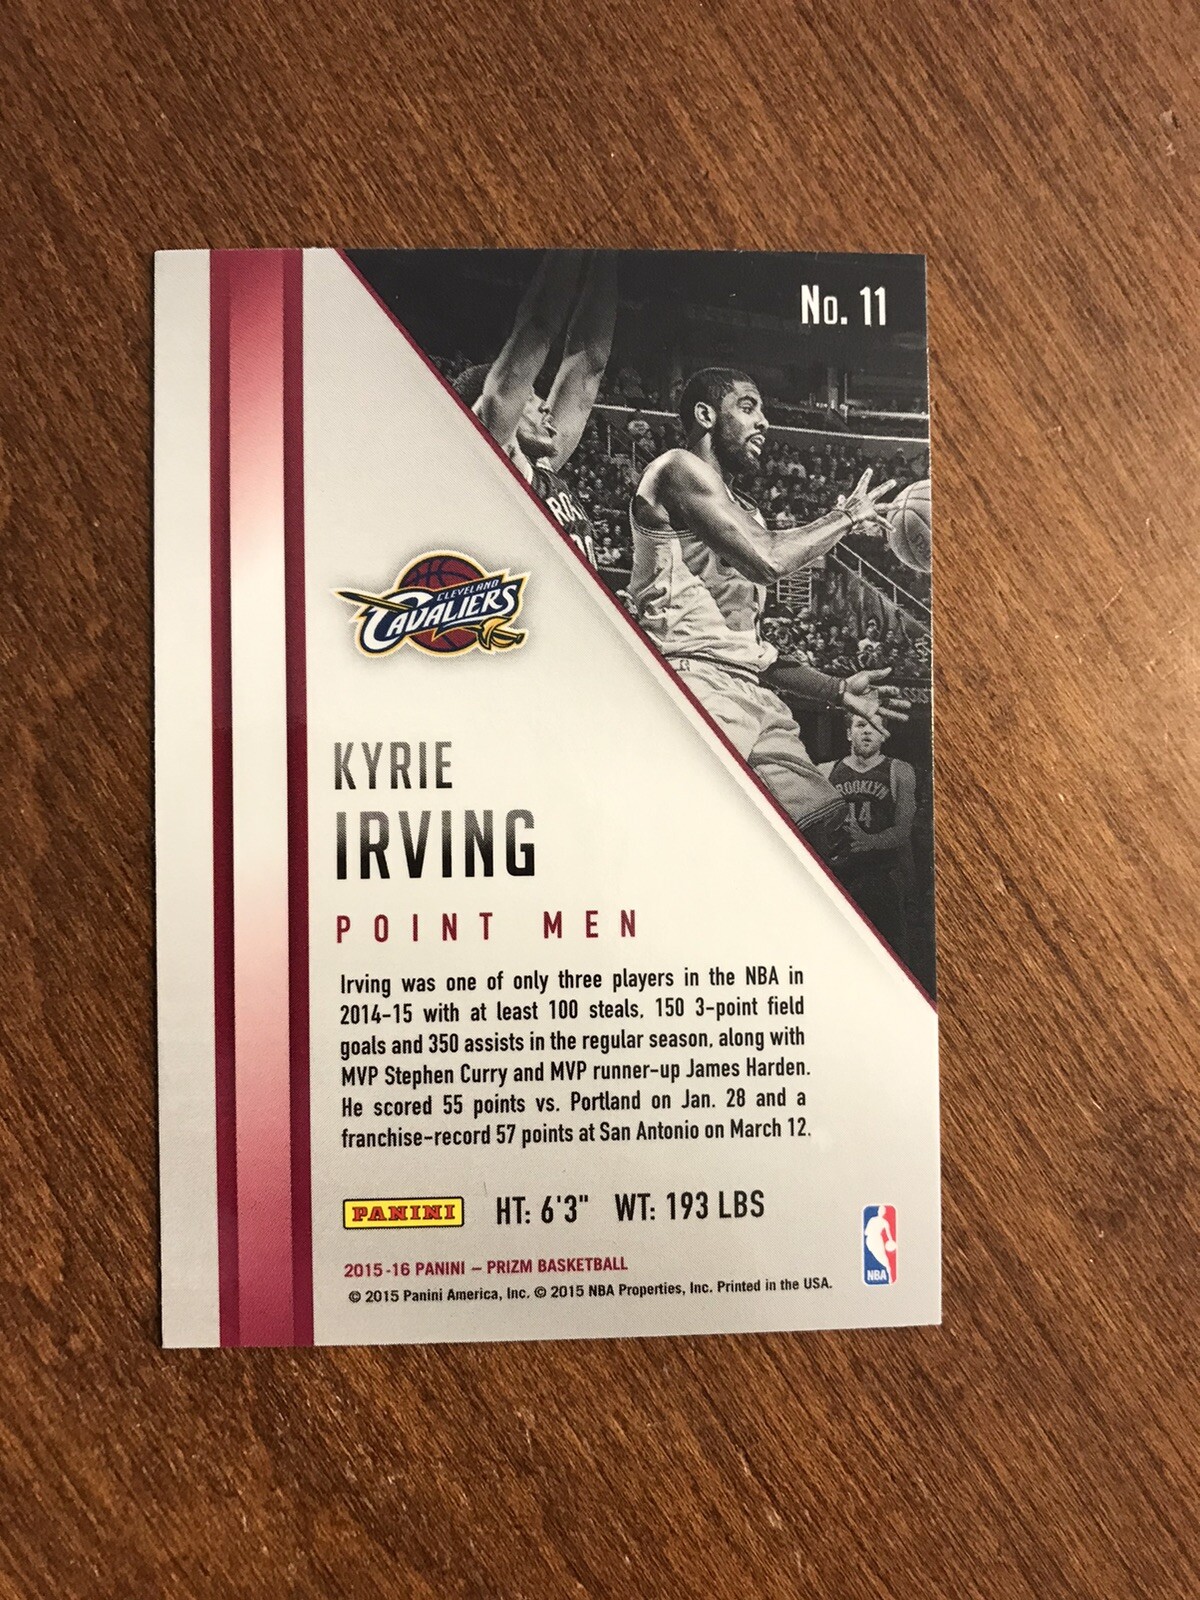 No. 11
CLEVELAND
CAVALIERS
BROOKLYN
44
KYRIE
IRVING
POINT MEN
Irving was one of only three players in the NBA in
2014-15 with at least 100 steals, 150 3-point field
goals and 350 assists in the regular season, along with
MVP Stephen Curry and MVP runner-up James Harden.
He scored 55 points vs. Portland on Jan. 28 and a
franchise-record 57 points at San Antonio on March 12.
PANINI HT: 6'3" WT: 193 LBS
NBA
2015-16 PANINI – PRIZM BASKETBALL
© 2015 Panini America, Inc. © 2015 NBA Properties, Inc. Printed in the USA.